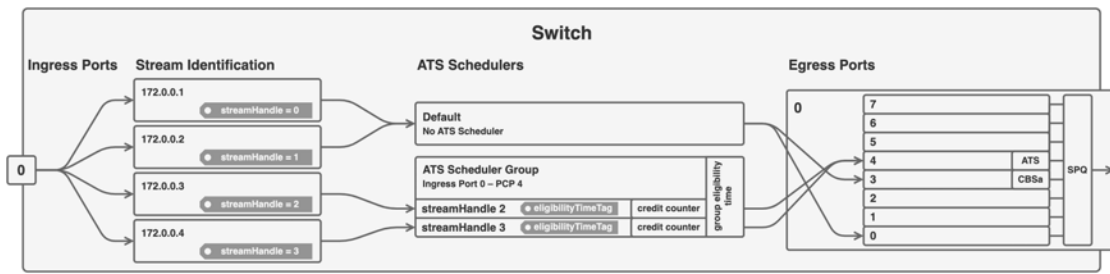 Switch
Ingress Ports
Stream Identification
ATS Schedulers
Egress Ports
0
172.0.0.1
streamHandle = 0
172.0.0.2
streamHandle = 1
172.0.0.3
streamHandle = 2
172.0.0.4
streamHandle = 3
Default
No ATS Scheduler
ATS Scheduler Group
Ingress Port 0 – PCP 4
streamHandle 2 eligibilityTimeTag credit counter
streamHandle 3 eligibilityTimeTag credit counter
group eligibility
time
0
7
6
5
4 ATS
3 CBSa
2
1
0
SPQ